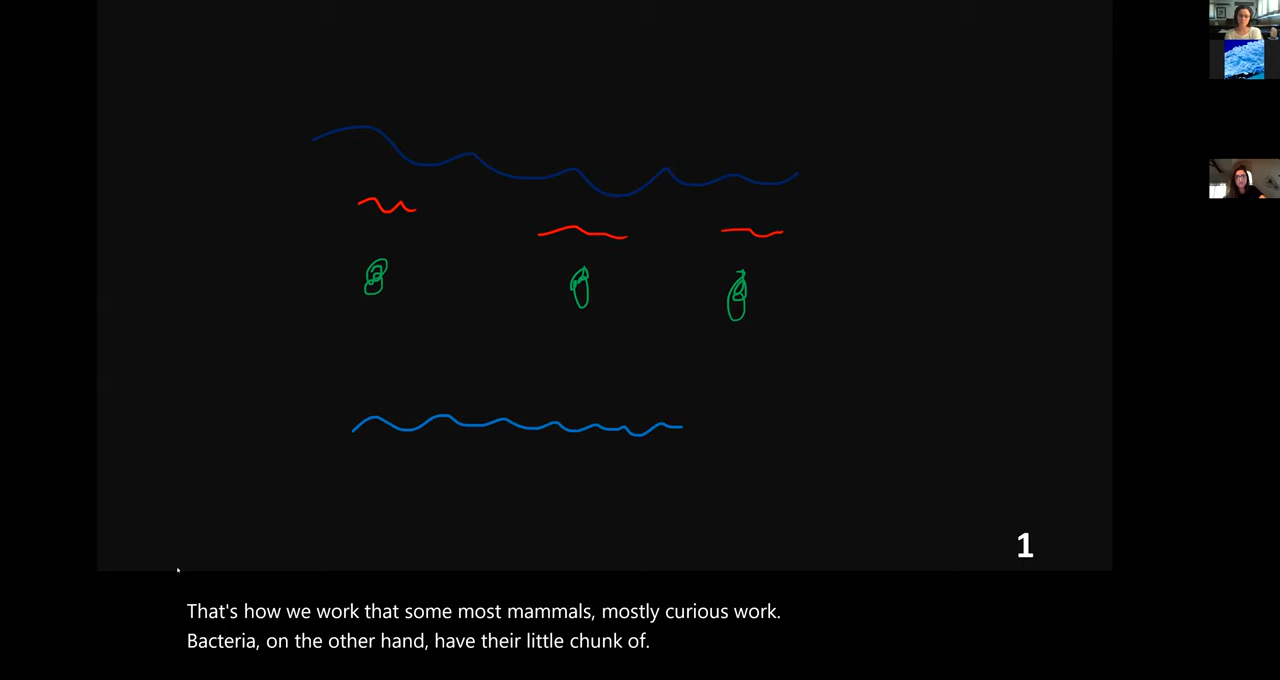 1
That's how we work that some most mammals, mostly curious work.
Bacteria, on the other hand, have their little chunk of.